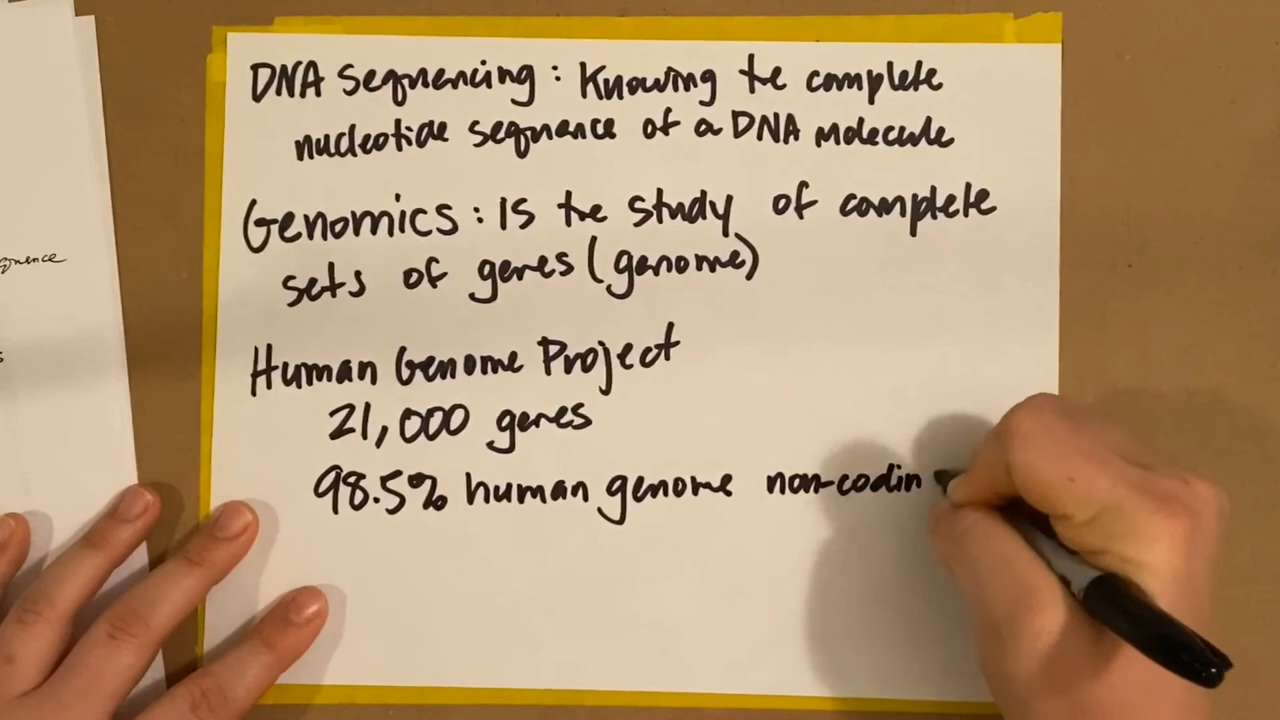 DNA Sequencing: Knowing the complete
nucleotide sequence of a DNA molecule
Genomics: Is the study of complete
sets of genes (genome)
Human Genome Project
21,000 genes
98.5% human genome non-codin